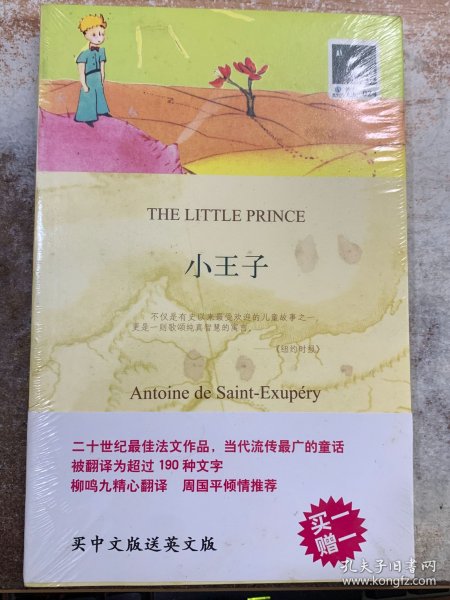 THE LITTLE PRINCE
小王子
不仅是有史以来最受欢迎的儿童故事之一，
更是一则歌颂纯真智慧的寓言。
——《纽约时报》
Antoine de Saint-Exupéry
二十世纪最佳法文作品，当代流传最广的童话
被翻译为超过 190 种文字
柳鸣九精心翻译 周国平倾情推荐
买中文版送英文版
买一
赠一
孔夫子旧书网
www.kongfz.com